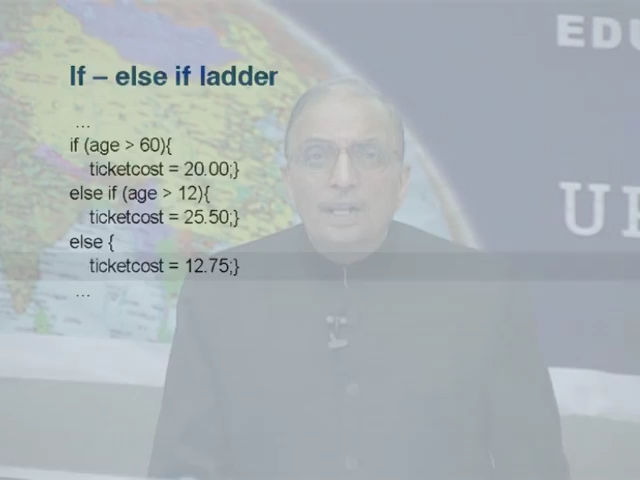 If – else if ladder
...
if (age > 60){
ticketcost = 20.00;}
else if (age > 12){
ticketcost = 25.50;}
else {
ticketcost = 12.75;}
...
EDU